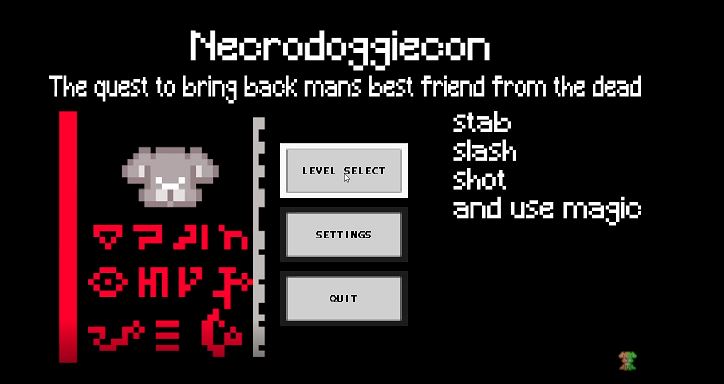 Necrodoggiecon
The quest to bring back mans best friend from the dead
stab
slash
shot
and use magic
LEVEL SELECT
SETTINGS
QUIT